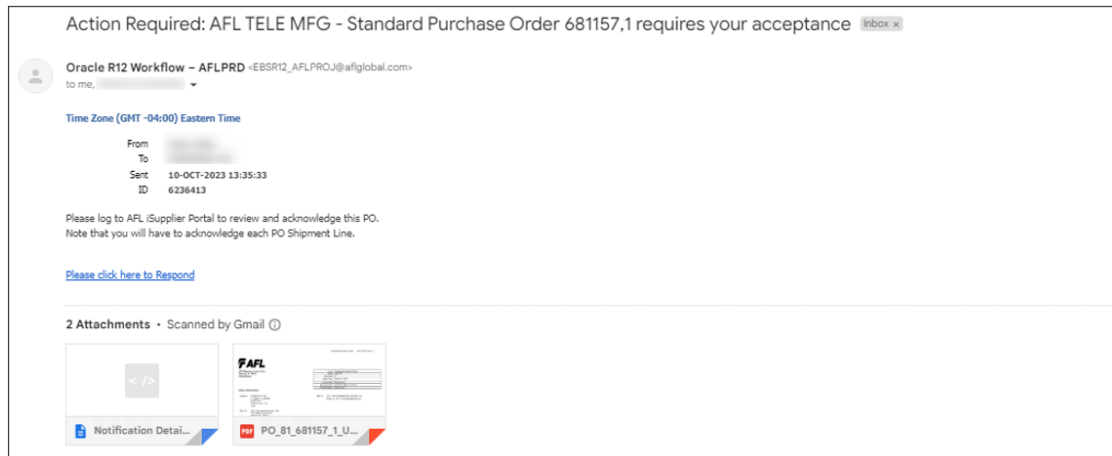 Action Required: AFL TELE MFG - Standard Purchase Order 681157,1 requires your acceptance Inbox x
Oracle R12 Workflow – AFLPRD <EBSR12_AFLPROJ@aflglobal.com>
to me,
Time Zone (GMT -04:00) Eastern Time
From
To
Sent 10-OCT-2023 13:35:33
ID 6236413
Please log to AFL iSupplier Portal to review and acknowledge this PO.
Note that you will have to acknowledge each PO Shipment Line.
Please click here to Respond
2 Attachments • Scanned by Gmail
</>
AFL
Notification Detai...
PDF PO_81_681157_1_U...